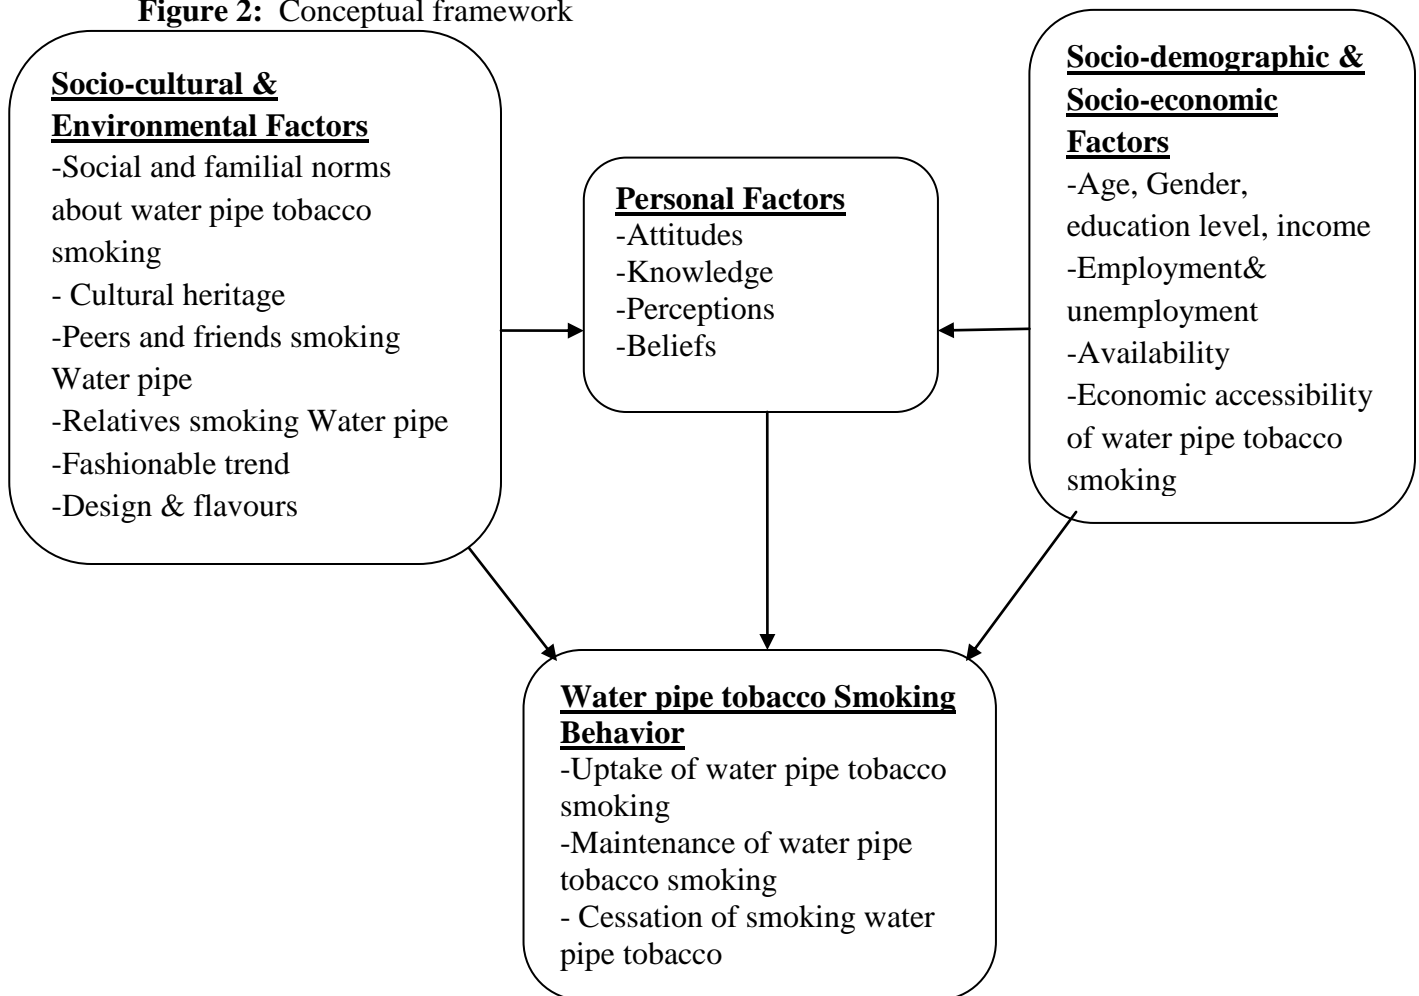 Figure 2: Conceptual framework
Socio-cultural &
Environmental Factors
-Social and familial norms
about water pipe tobacco
smoking
- Cultural heritage
-Peers and friends smoking
Water pipe
-Relatives smoking Water pipe
-Fashionable trend
-Design & flavours
Personal Factors
-Attitudes
-Knowledge
-Perceptions
-Beliefs
Socio-demographic &
Socio-economic
Factors
-Age, Gender,
education level, income
-Employment&
unemployment
-Availability
-Economic accessibility
of water pipe tobacco
smoking
Water pipe tobacco Smoking
Behavior
-Uptake of water pipe tobacco
smoking
-Maintenance of water pipe
tobacco smoking
- Cessation of smoking water
pipe tobacco